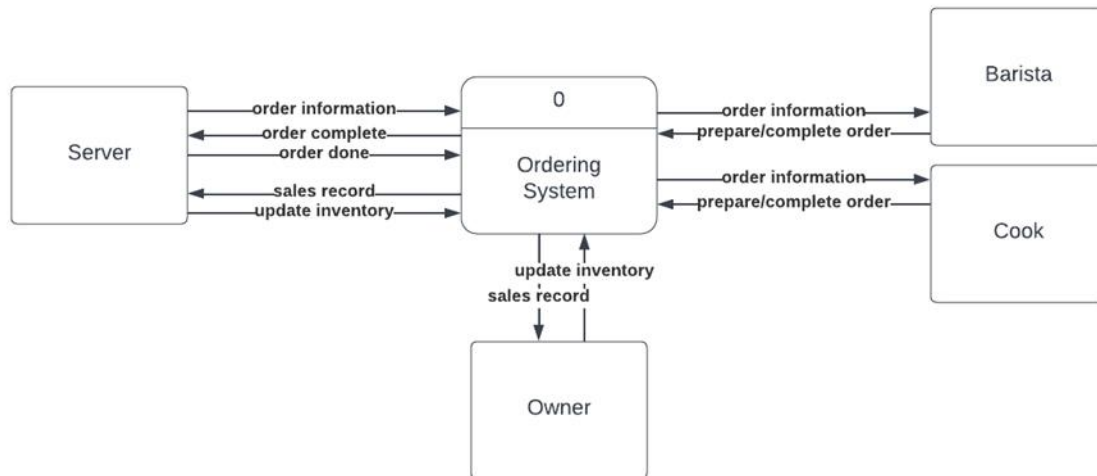 Server
order information
order complete
order done
sales record
update inventory
0
Ordering
System
order information
prepare/complete order
order information
prepare/complete order
Barista
Cook
update inventory
sales record
Owner